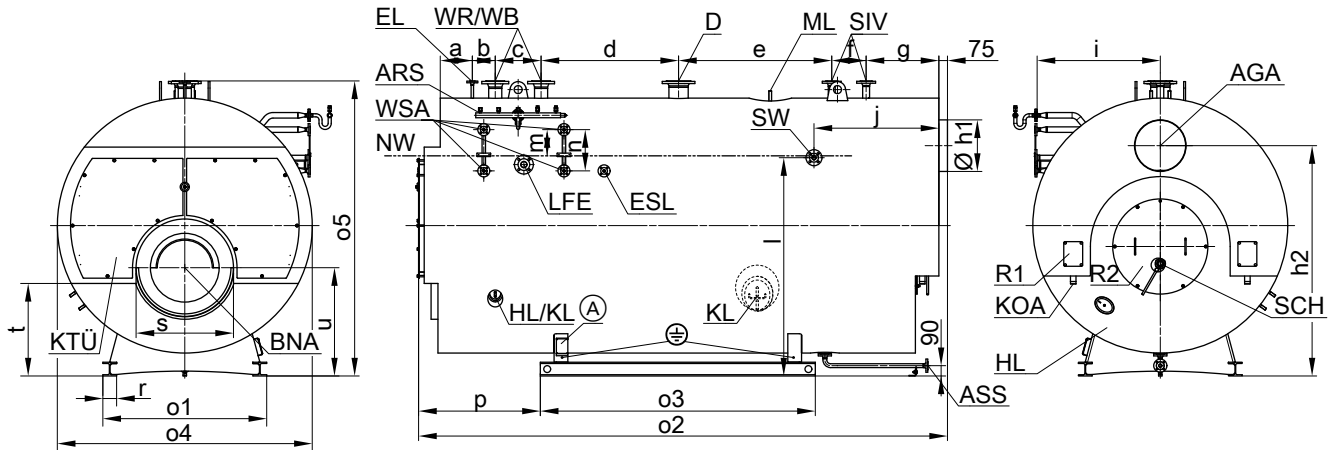 EL WR/WB D ML SIV
a b c d e f g 75
i
ARS
AGA
WSA
SW j
NW m n
Ø h1
LFE ESL
o5
l
h2
R1 R2
t s u
HL/KL A KL
KOA SCH
KTÜ BNA
90
HL
r
p o3
ASS
o1
o2
o4